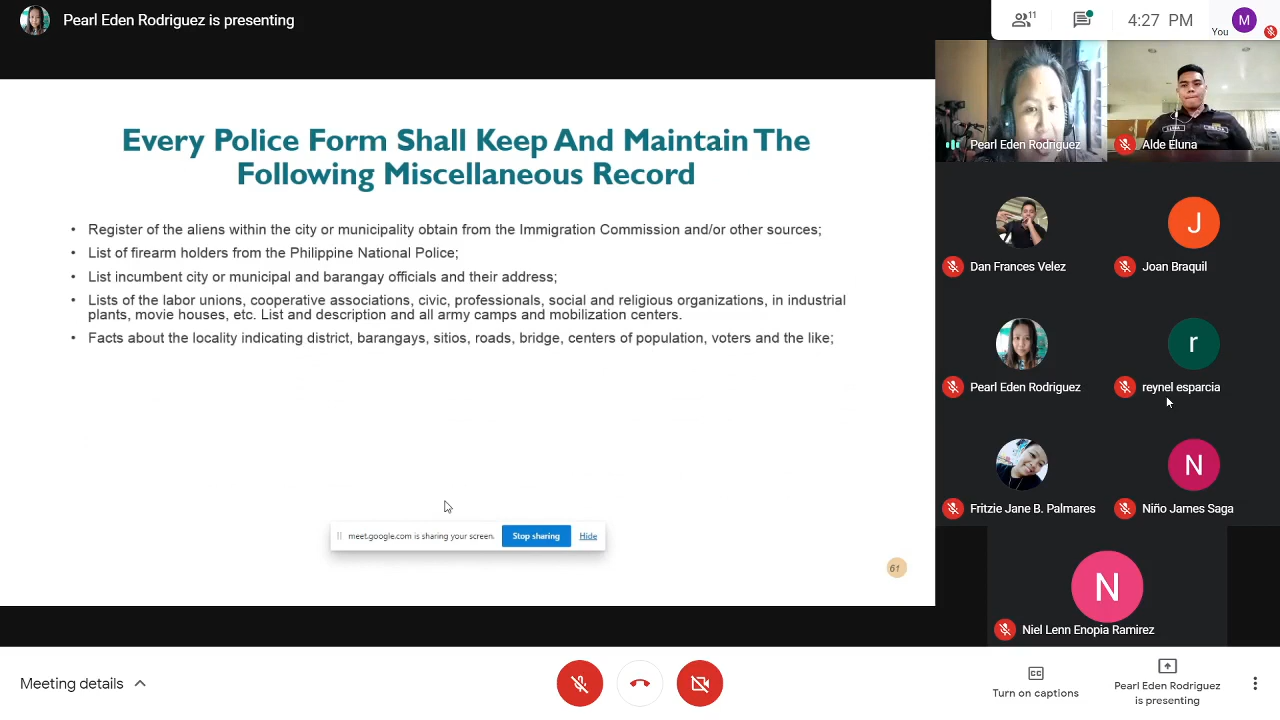 Pearl Eden Rodriguez is presenting
11
4:27 PM
You
M
Every Police Form Shall Keep And Maintain The
Following Miscellaneous Record
• Register of the aliens within the city or municipality obtain from the Immigration Commission and/or other sources;
• List of firearm holders from the Philippine National Police;
• List incumbent city or municipal and barangay officials and their address;
• Lists of the labor unions, cooperative associations, civic, professionals, social and religious organizations, in industrial
plants, movie houses, etc. List and description and all army camps and mobilization centers.
• Facts about the locality indicating district, barangays, sitios, roads, bridge, centers of population, voters and the like;
meet.google.com is sharing your screen.
Stop sharing
Hide
61
Pearl Eden Rodriguez
ELUNA
Alde Eluna
Dan Frances Velez
J
Joan Braquil
Pearl Eden Rodriguez
r
reynel esparcia
Fritzie Jane B. Palmares
N
Niño James Saga
N
Niel Lenn Enopia Ramirez
Meeting details
CC
Turn on captions
Pearl Eden Rodriguez
is presenting